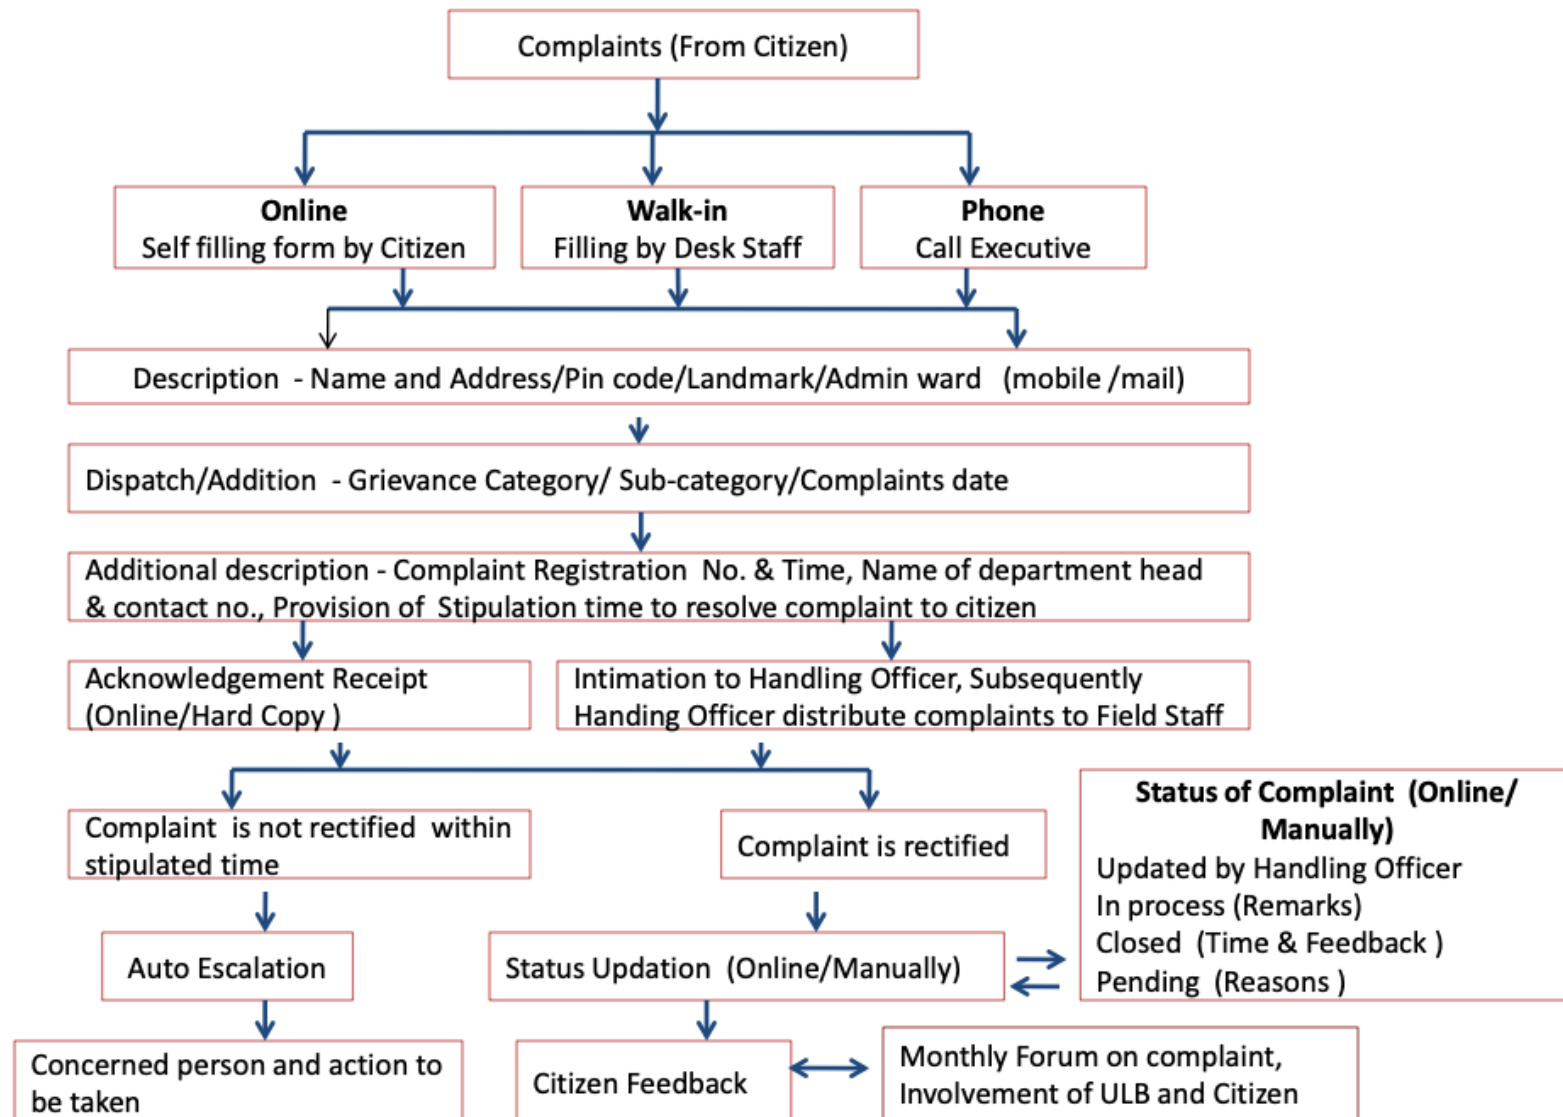 Complaints (From Citizen)
Online
Self filling form by Citizen
Walk-in
Filling by Desk Staff
Phone
Call Executive
Description - Name and Address/Pin code/Landmark/Admin ward (mobile /mail)
Dispatch/Addition - Grievance Category/ Sub-category/Complaints date
Additional description - Complaint Registration No. & Time, Name of department head
& contact no., Provision of Stipulation time to resolve complaint to citizen
Acknowledgement Receipt
(Online/Hard Copy )
Intimation to Handling Officer, Subsequently
Handing Officer distribute complaints to Field Staff
Complaint is not rectified within
stipulated time
Complaint is rectified
Status of Complaint (Online/
Manually)
Updated by Handling Officer
In process (Remarks)
Closed (Time & Feedback )
Pending (Reasons )
Auto Escalation
Status Updation (Online/Manually)
Concerned person and action to
be taken
Citizen Feedback
Monthly Forum on complaint,
Involvement of ULB and Citizen